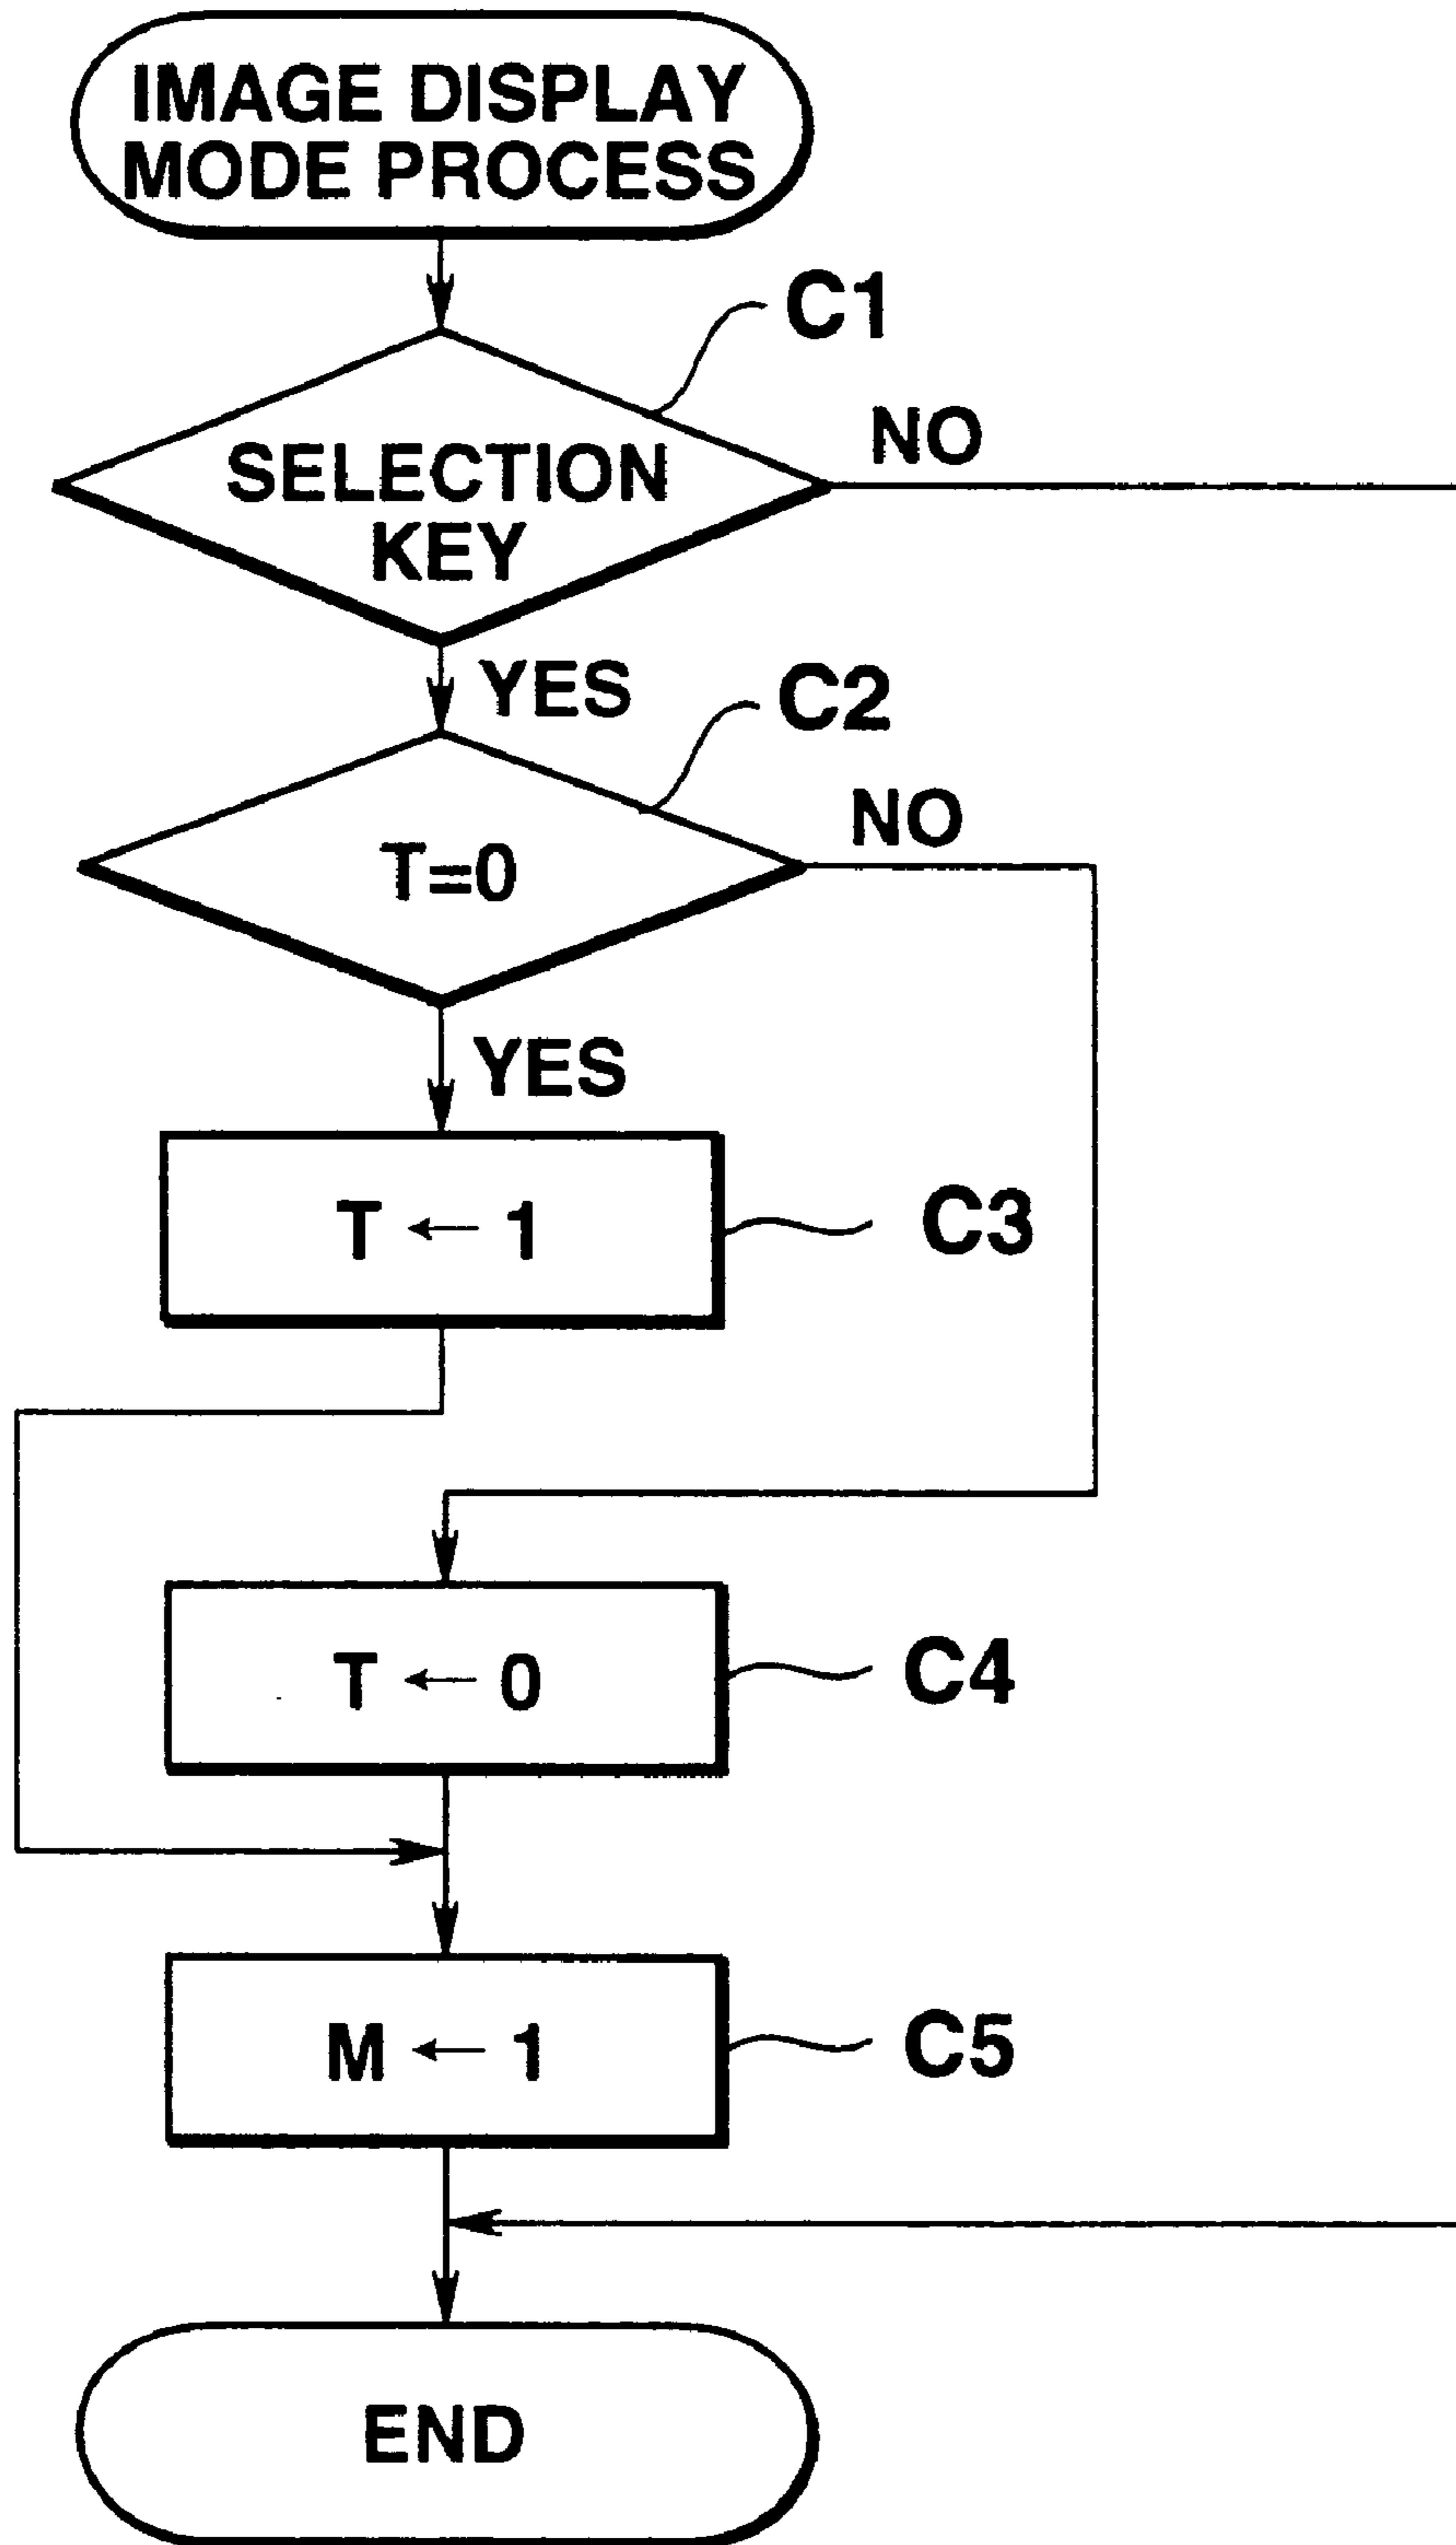 IMAGE DISPLAY
MODE PROCESS
C1
NO
SELECTION
KEY
YES
C2
NO
T=0
YES
T ← 1
C3
T ← 0
C4
M ← 1
C5
END